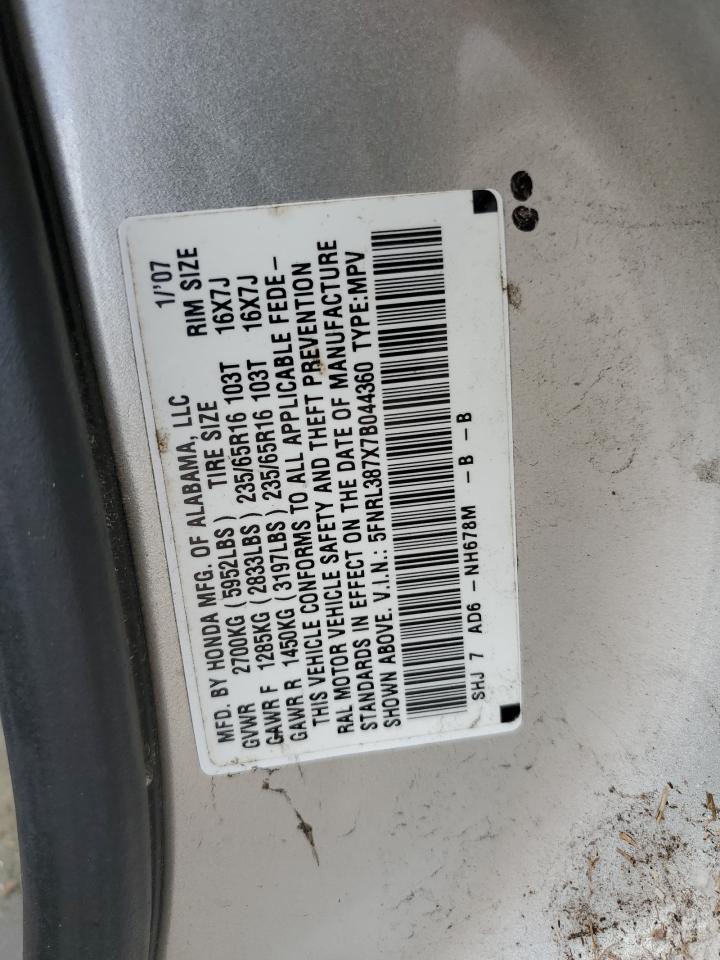 MFD. BY HONDA MFG. OF ALABAMA, LLC 1/'07
GVWR 2700KG (5952LBS) TIRE SIZE RIM SIZE
GAWR F 1285KG (2833LBS) 235/65R16 103T 16X7J
GAWR R 1450KG (3197LBS) 235/65R16 103T 16X7J
THIS VEHICLE CONFORMS TO ALL APPLICABLE FEDE-
RAL MOTOR VEHICLE SAFETY AND THEFT PREVENTION
STANDARDS IN EFFECT ON THE DATE OF MANUFACTURE
SHOWN ABOVE. V.I.N.: 5FNRL387X7B044360 TYPE:MPV
SHJ 7 AD6 - NH678M - B - B